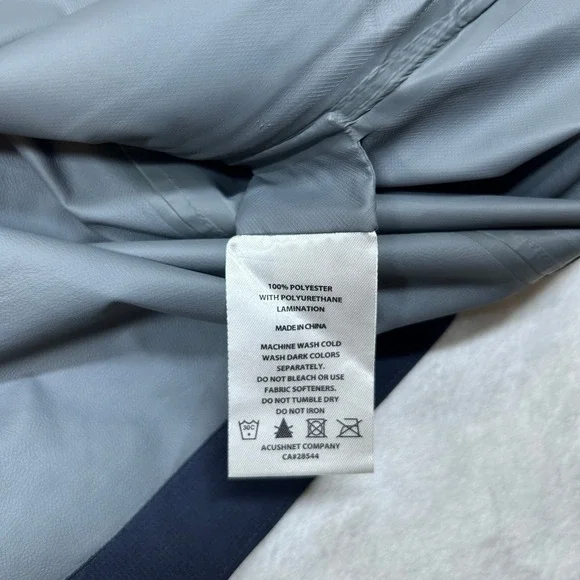 100% POLYESTER
WITH POLYURETHANE
LAMINATION
MADE IN CHINA
MACHINE WASH COLD
WASH DARK COLORS
SEPARATELY.
DO NOT BLEACH OR USE
FABRIC SOFTENERS.
DO NOT TUMBLE DRY
DO NOT IRON
30C
ACUSHNET COMPANY
CA#28544